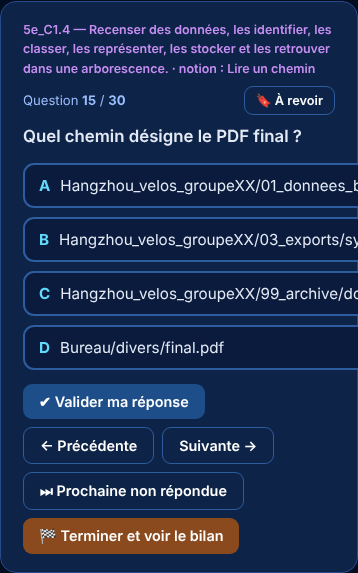 5e_C1.4 — Recenser des données, les identifier, les
classer, les représenter, les stocker et les retrouver
dans une arborescence. · notion : Lire un chemin
Question 15 / 30
🔖 À revoir
Quel chemin désigne le PDF final ?
A Hangzhou_velos_groupeXX/01_donnees_b
B Hangzhou_velos_groupeXX/03_exports/sy
C Hangzhou_velos_groupeXX/99_archive/do
D Bureau/divers/final.pdf
✔ Valider ma réponse
← Précédente
Suivante →
⏭ Prochaine non répondue
🏁 Terminer et voir le bilan